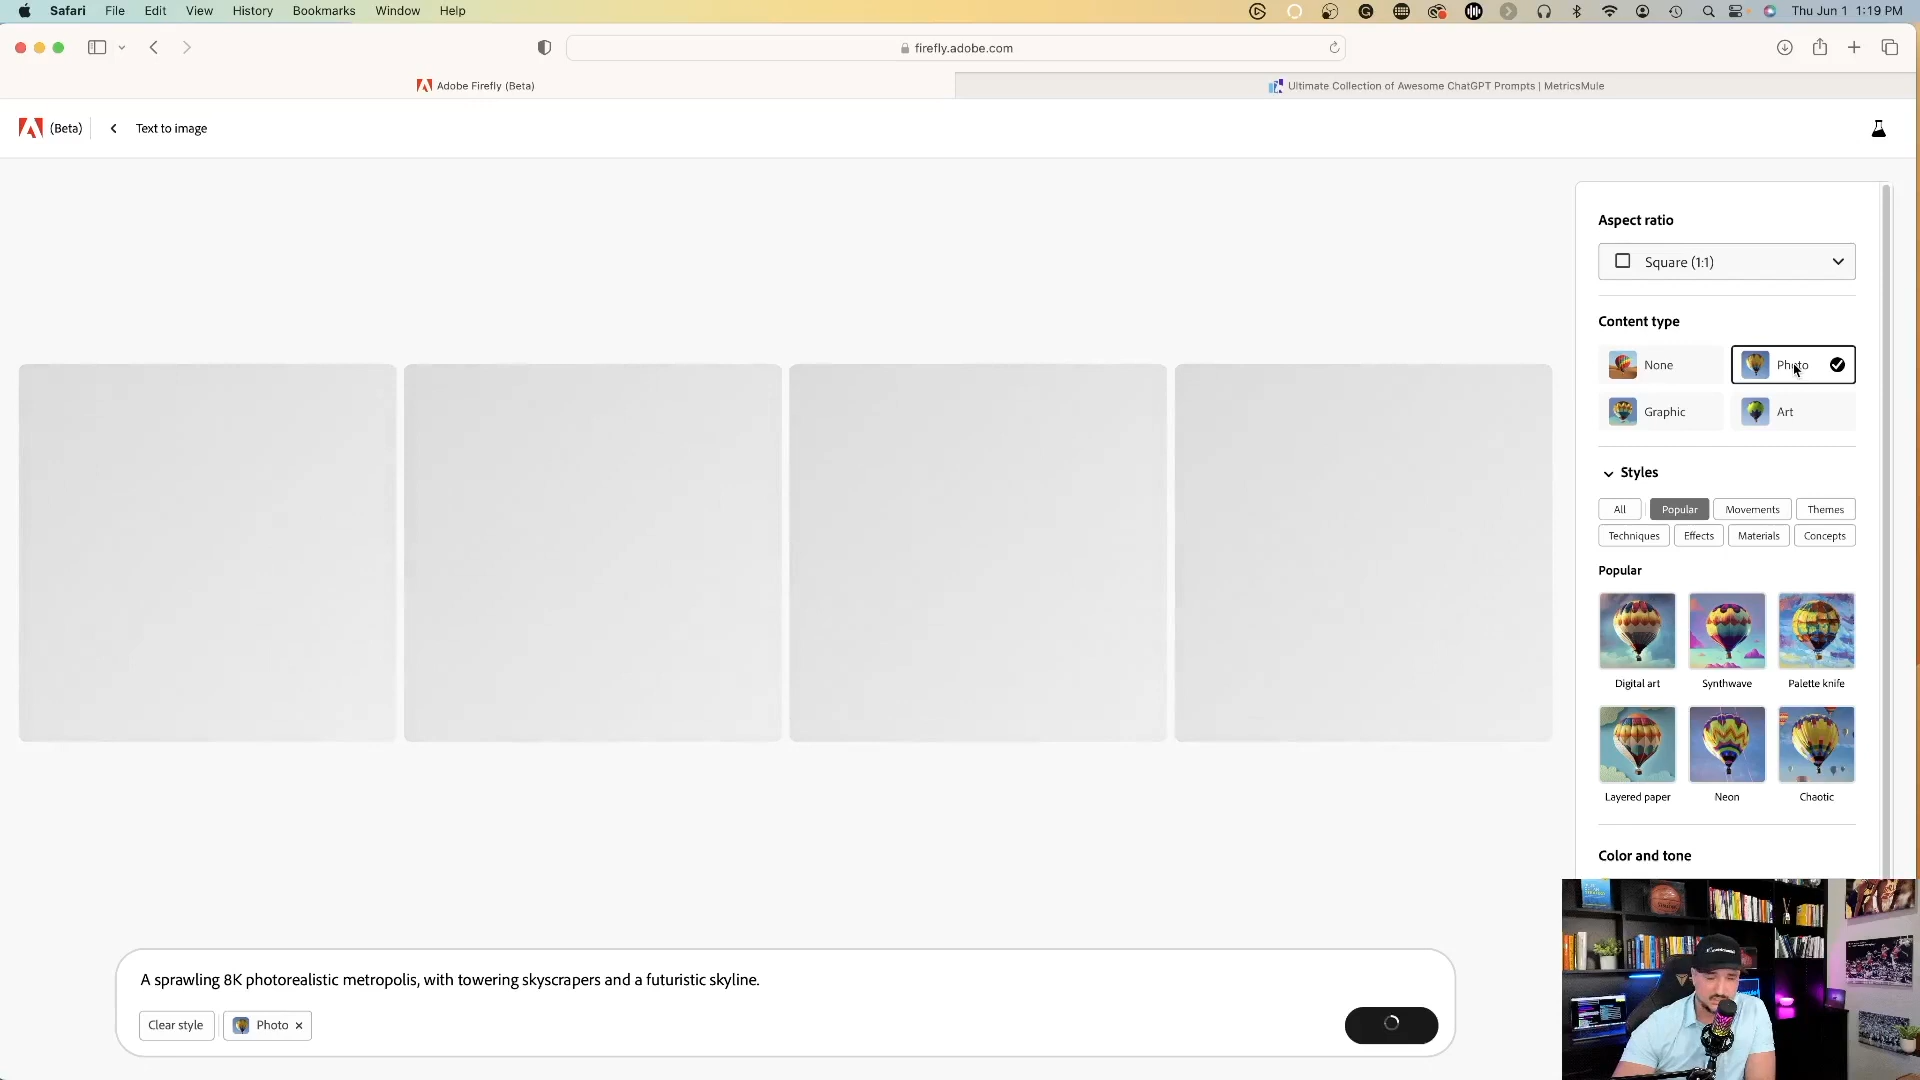 Safari File Edit View History Bookmarks Window Help
Thu Jun 1 1:19 PM
firefly.adobe.com
Adobe Firefly (Beta)
Ultimate Collection of Awesome ChatGPT Prompts | MetricsMule
(Beta)
Text to image
Aspect ratio
Square (1:1)
Content type
None
Photo
Graphic
Art
Styles
All Popular Movements Themes
Techniques Effects Materials Concepts
Popular
Digital art Synthwave Palette knife
Layered paper Neon Chaotic
Color and tone
A sprawling 8K photorealistic metropolis, with towering skyscrapers and a futuristic skyline.
Clear style
Photo ×